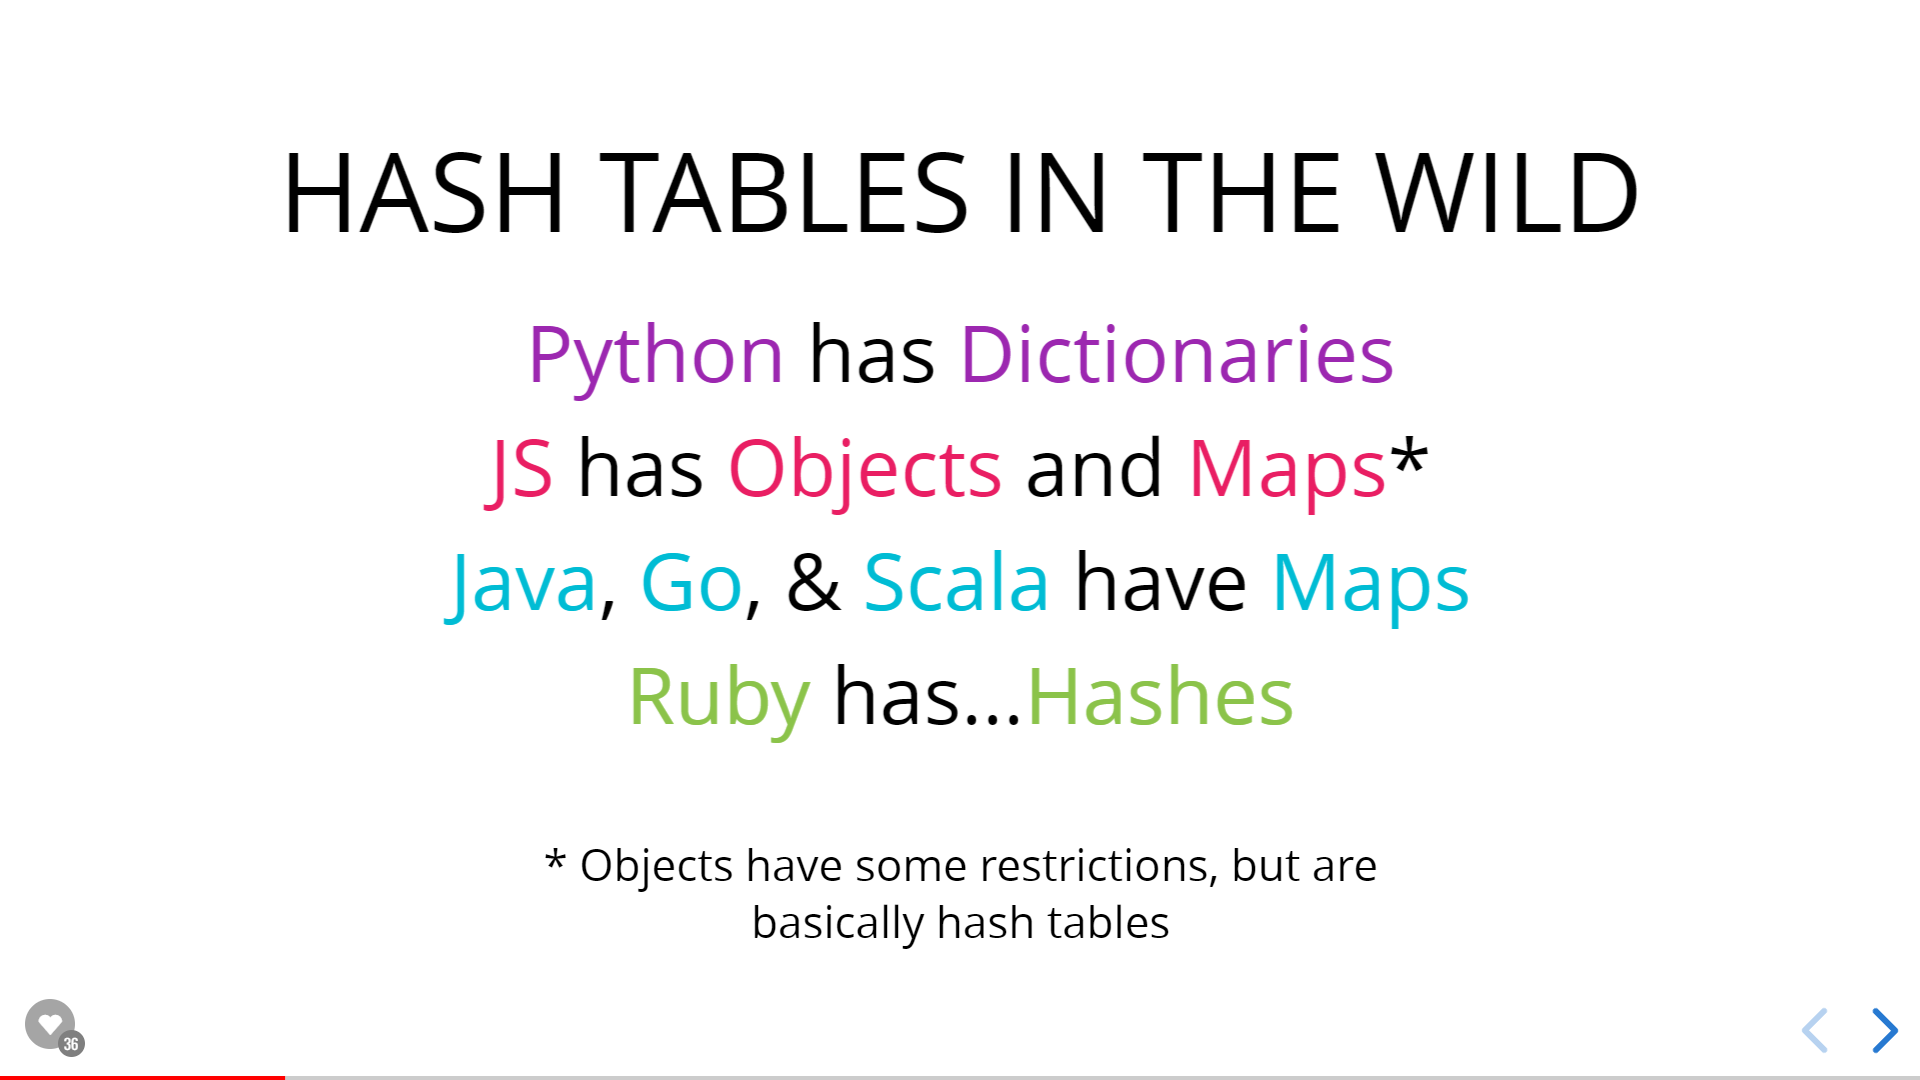 HASH TABLES IN THE WILD
Python has Dictionaries
JS has Objects and Maps*
Java, Go, & Scala have Maps
Ruby has...Hashes
* Objects have some restrictions, but are
basically hash tables
36